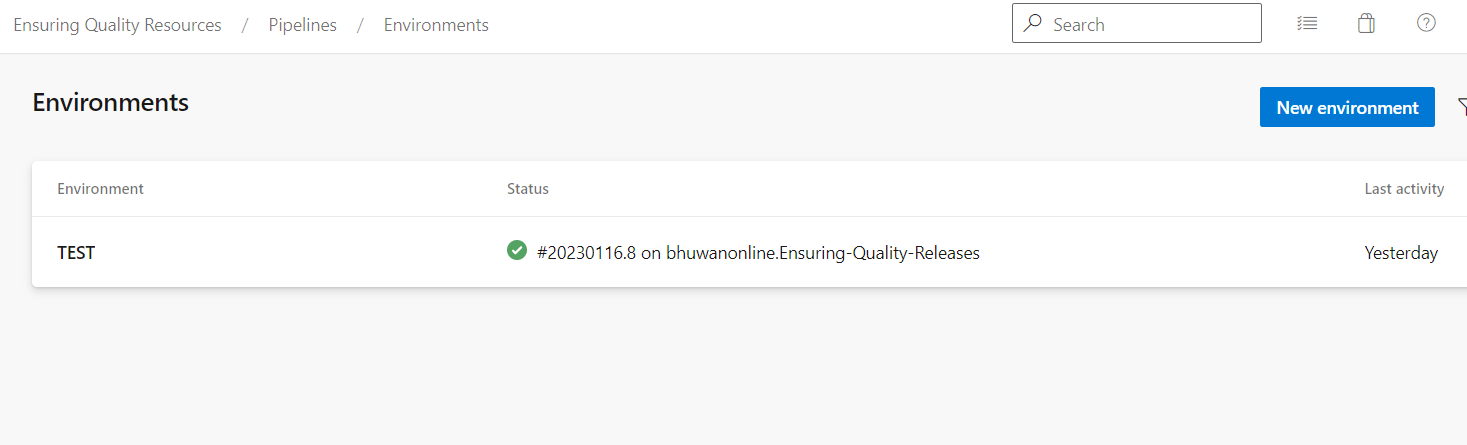 Ensuring Quality Resources / Pipelines / Environments
Search
Environments
New environment
Environment Status Last activity
TEST #20230116.8 on bhuwanonline.Ensuring-Quality-Releases Yesterday